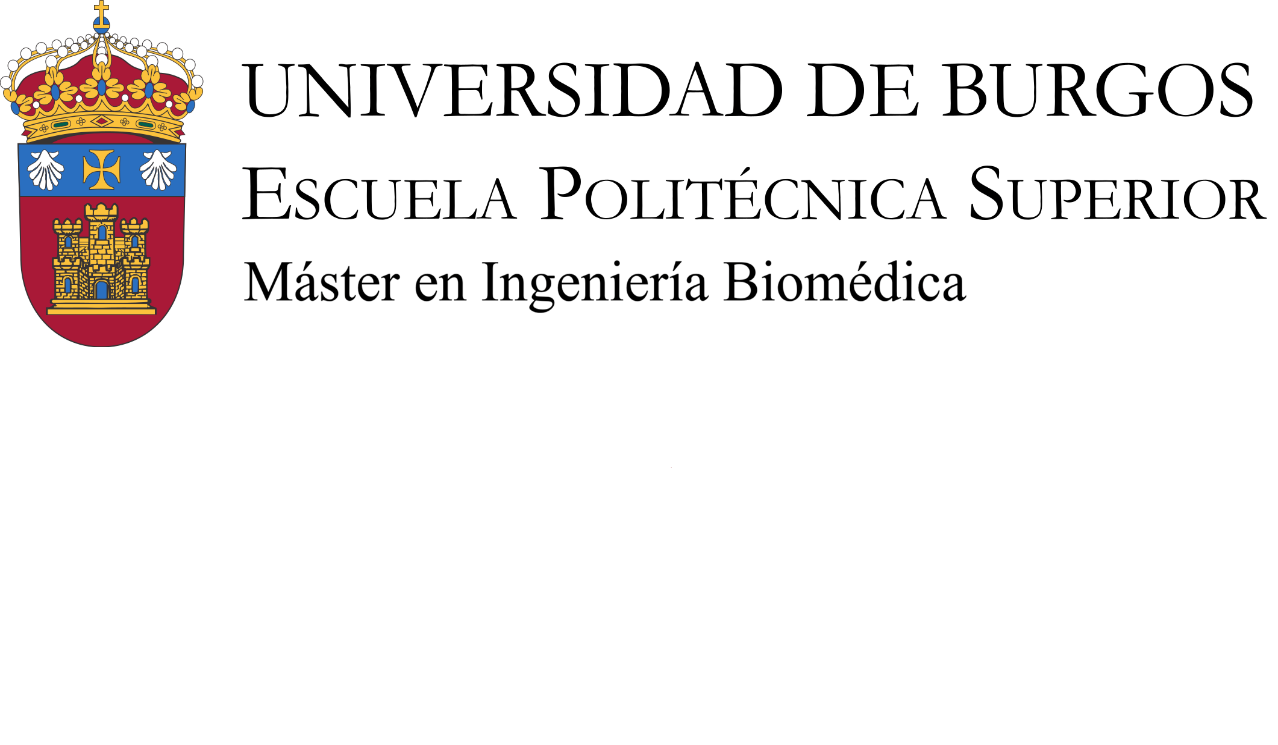 UNIVERSIDAD DE BURGOS
ESCUELA POLITÉCNICA SUPERIOR
Máster en Ingeniería Biomédica